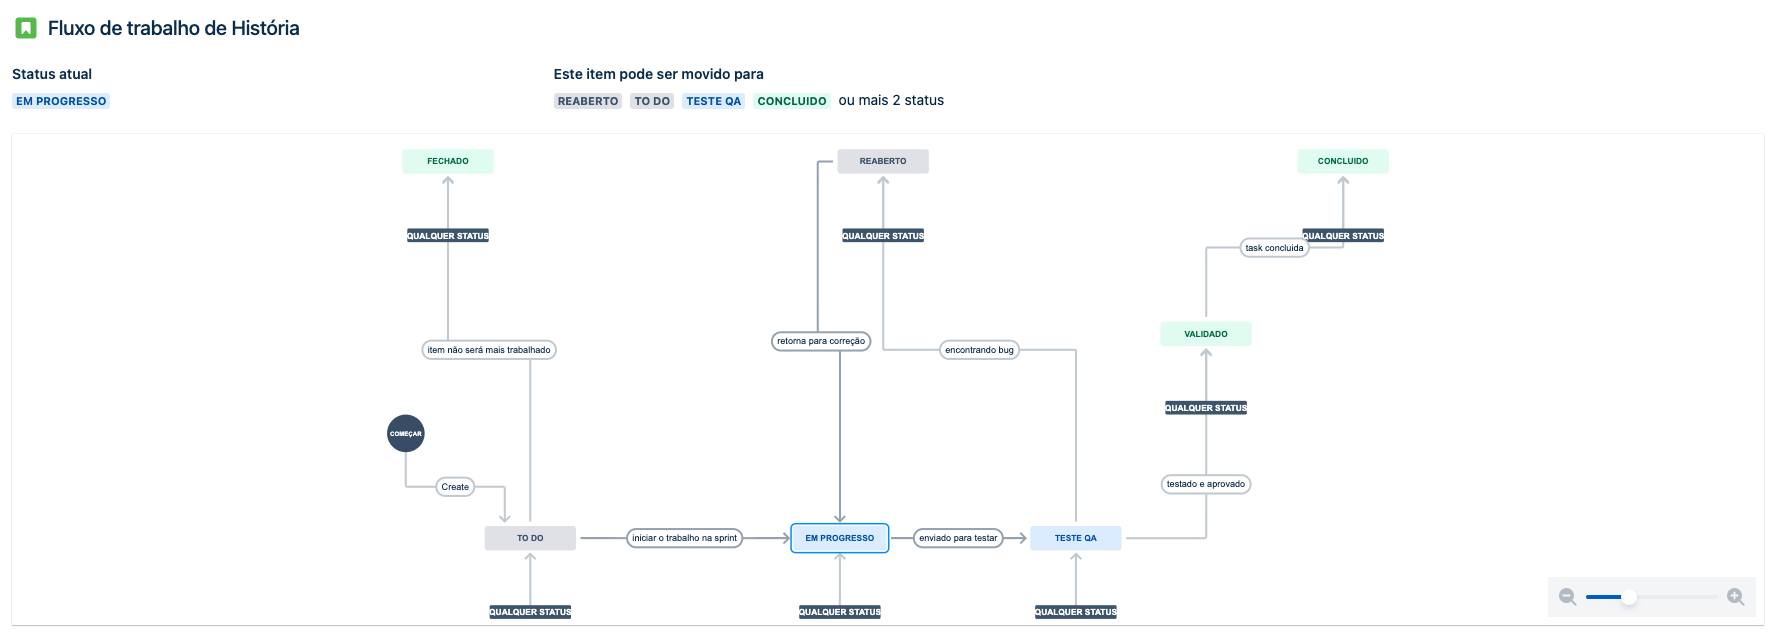 Fluxo de trabalho de História
Status atual
Este item pode ser movido para
EM PROGRESSO
REABERTO TO DO TESTE QA CONCLUIDO ou mais 2 status
FECHADO
REABERTO
CONCLUIDO
QUALQUER STATUS
QUALQUER STATUS
QUALQUER STATUS
task concluída
VALIDADO
retorna para correção
item não será mais trabalhado
encontrando bug
QUALQUER STATUS
COMEÇAR
Create
testado e aprovado
TO DO
iniciar o trabalho na sprint
EM PROGRESSO
enviado para testar
TESTE QA
QUALQUER STATUS
QUALQUER STATUS
QUALQUER STATUS